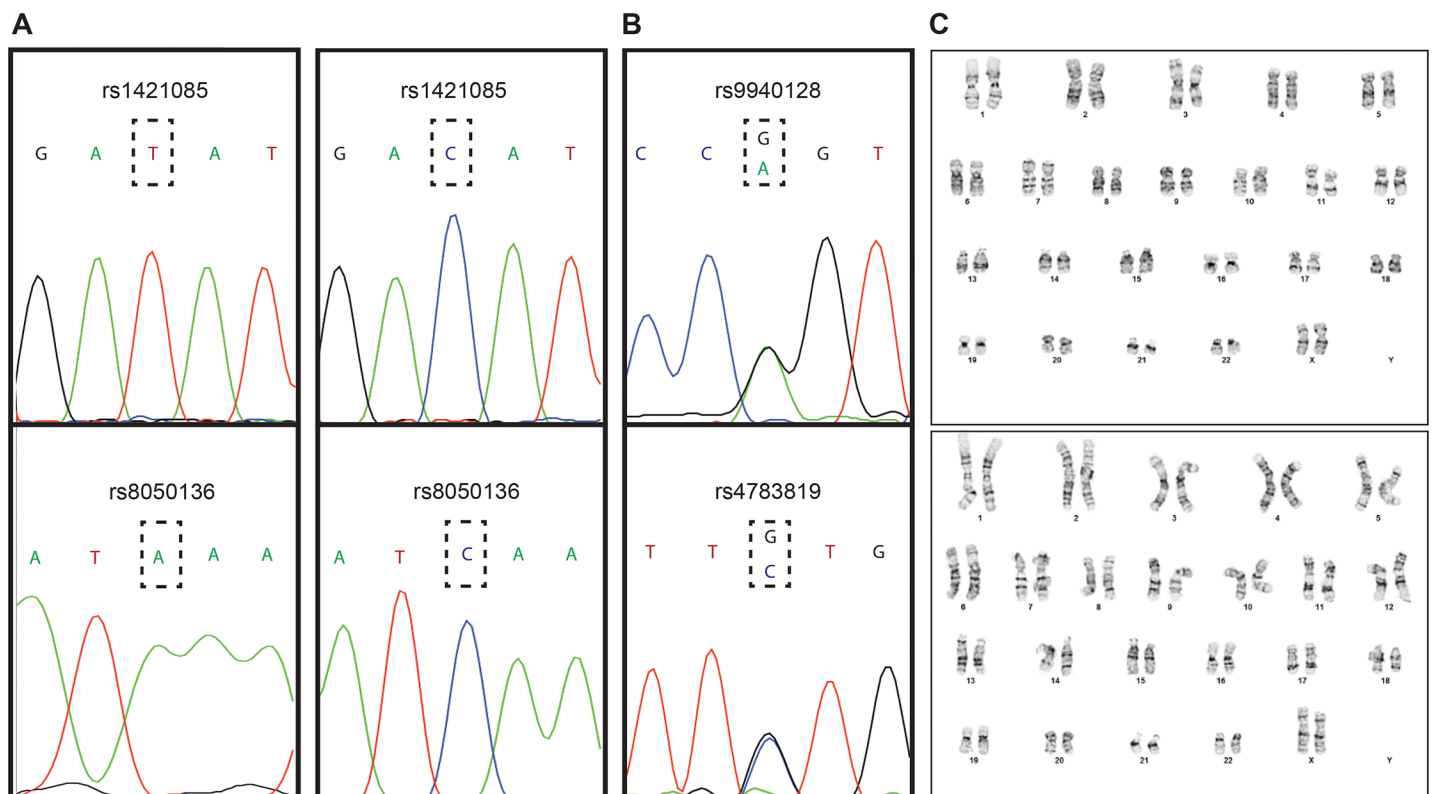 A
B
C
rs1421085
G A T A T
rs1421085
G A C A T
rs9940128
C C G G T
A
rs8050136
A T A A A
rs8050136
A T C A A
rs4783819
T T G T G
C
1 2 3 4 5
6 7 8 9 10 11 12
13 14 15 16 17 18
19 20 21 22 X Y
1 2 3 4 5
6 7 8 9 10 11 12
13 14 15 16 17 18
19 20 21 22 X Y